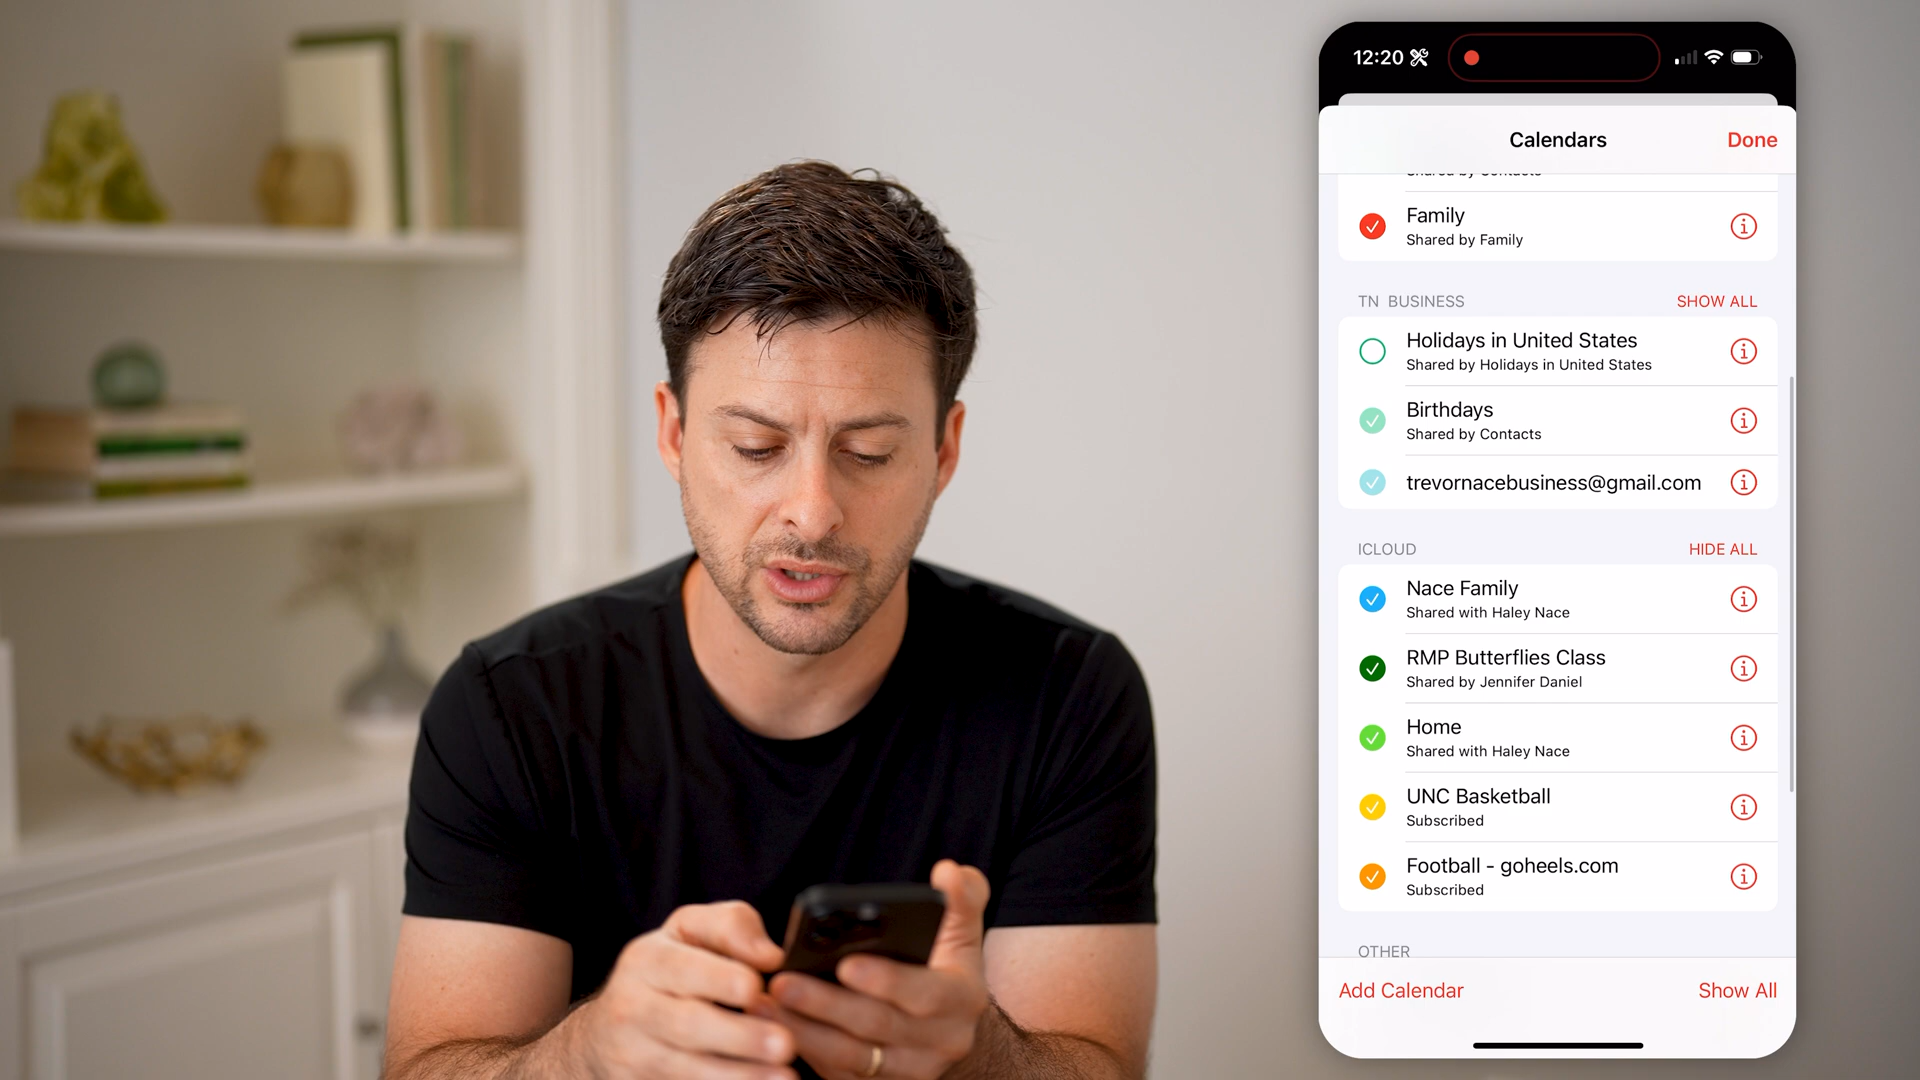 12:20
Calendars
Done
Shared by Contacts
Family
Shared by Family
TN BUSINESS
SHOW ALL
Holidays in United States
Shared by Holidays in United States
Birthdays
Shared by Contacts
trevornacebusiness@gmail.com
ICLOUD
HIDE ALL
Nace Family
Shared with Haley Nace
RMP Butterflies Class
Shared by Jennifer Daniel
Home
Shared with Haley Nace
UNC Basketball
Subscribed
Football - goheels.com
Subscribed
OTHER
Add Calendar
Show All